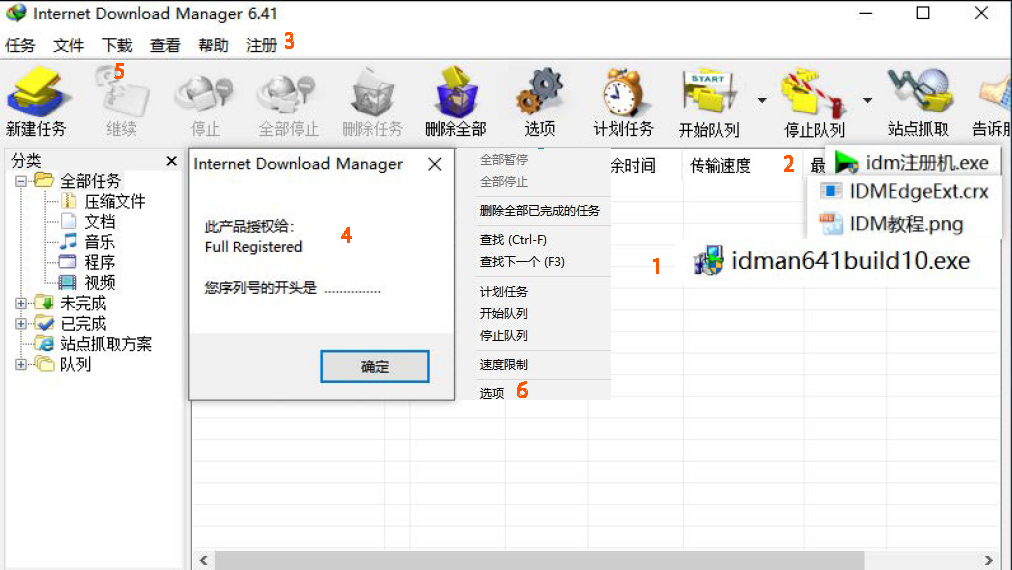 Internet Download Manager 6.41
任务 文件 下载 查看 帮助 注册 3
5
新建任务 继续 停止 全部停止 删除任务 删除全部 选项 计划任务 START 开始队列 停止队列 站点抓取 告诉朋
分类
全部任务
压缩文件
文档
音乐
程序
视频
未完成
已完成
站点抓取方案
队列
Internet Download Manager
此产品授权给:
Full Registered
4
您序列号的开头是 ...............
确定
全部暂停
全部停止
删除全部已完成的任务
查找 (Ctrl-F)
查找下一个 (F3)
计划任务
开始队列
停止队列
速度限制
选项 6
余时间 传输速度 2 最
idm注册机.exe
IDMEdgeExt.crx
IDM教程.png
1 idman641build10.exe